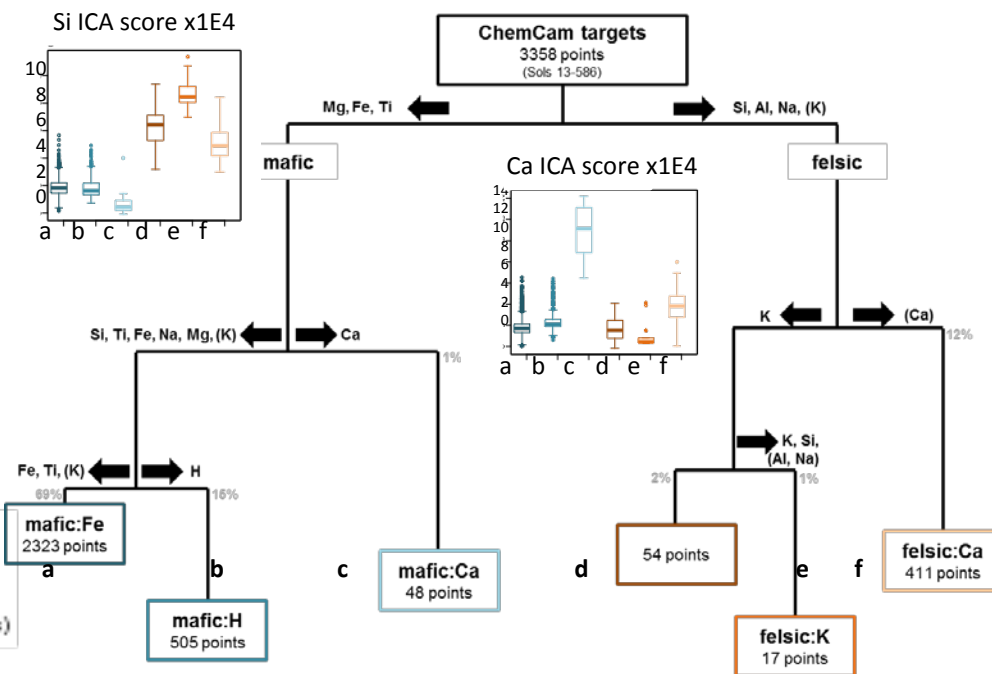 Si ICA score x1E4
10
8
6
4
2
0
a b c d e f
ChemCam targets
3358 points
(Sols 13-586)
Mg, Fe, Ti
Si, Al, Na, (K)
mafic
felsic
Ca ICA score x1E4
14
12
10
8
6
4
2
0
a b c d e f
Si, Ti, Fe, Na, Mg, (K)
Ca
1%
K
(Ca)
12%
Fe, Ti, (K)
H
69%
15%
K, Si,
(Al, Na)
2%
1%
mafic:Fe
2323 points
a
b
mafic:H
505 points
c
mafic:Ca
48 points
d
54 points
e
felsic:K
17 points
f
felsic:Ca
411 points
s)